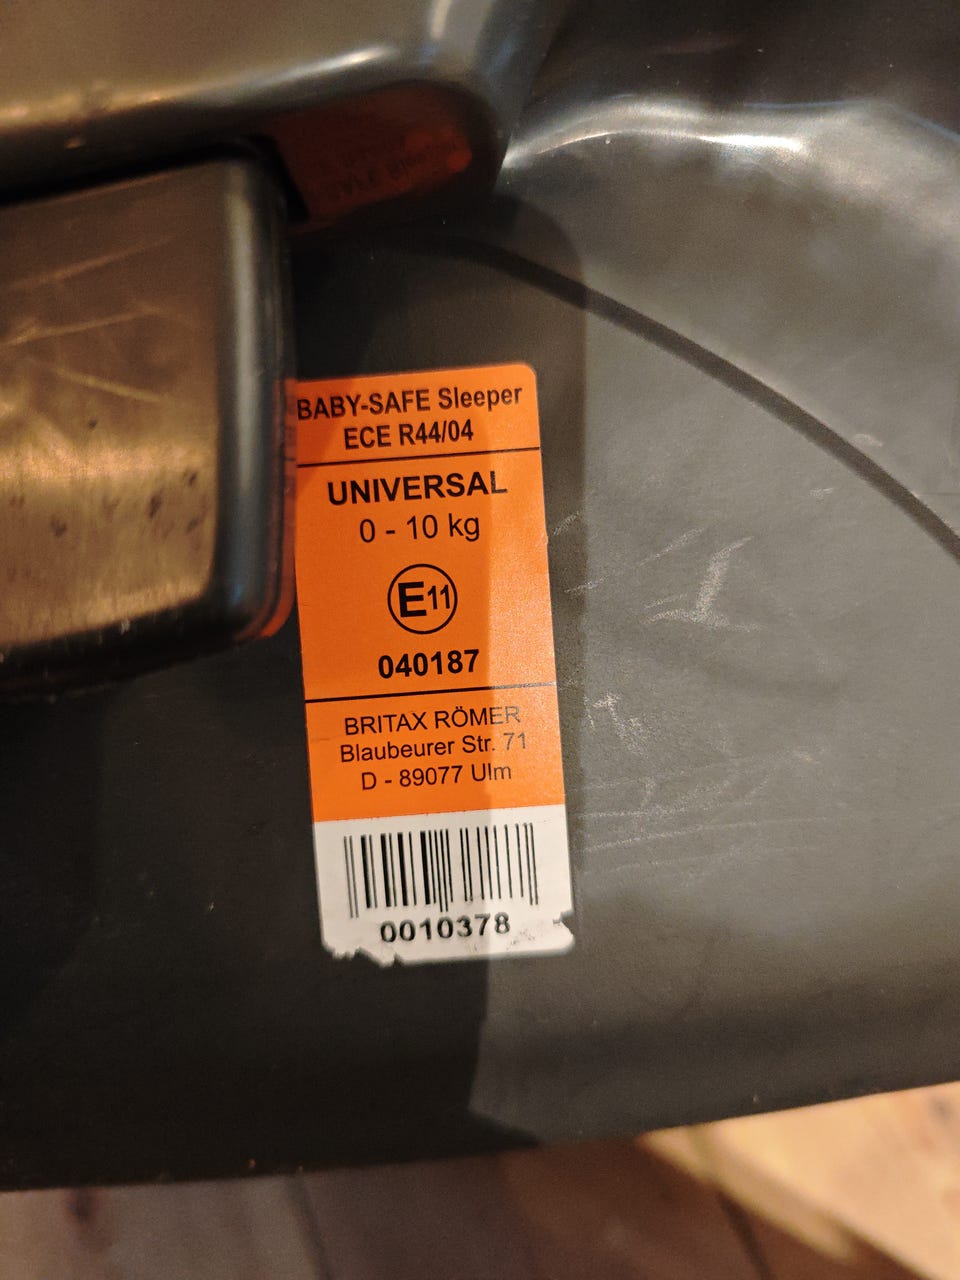 BABY-SAFE Sleeper
ECE R44/04
UNIVERSAL
0 - 10 kg
E11
040187
BRITAX RÖMER
Blaubeurer Str. 71
D - 89077 Ulm
0010378